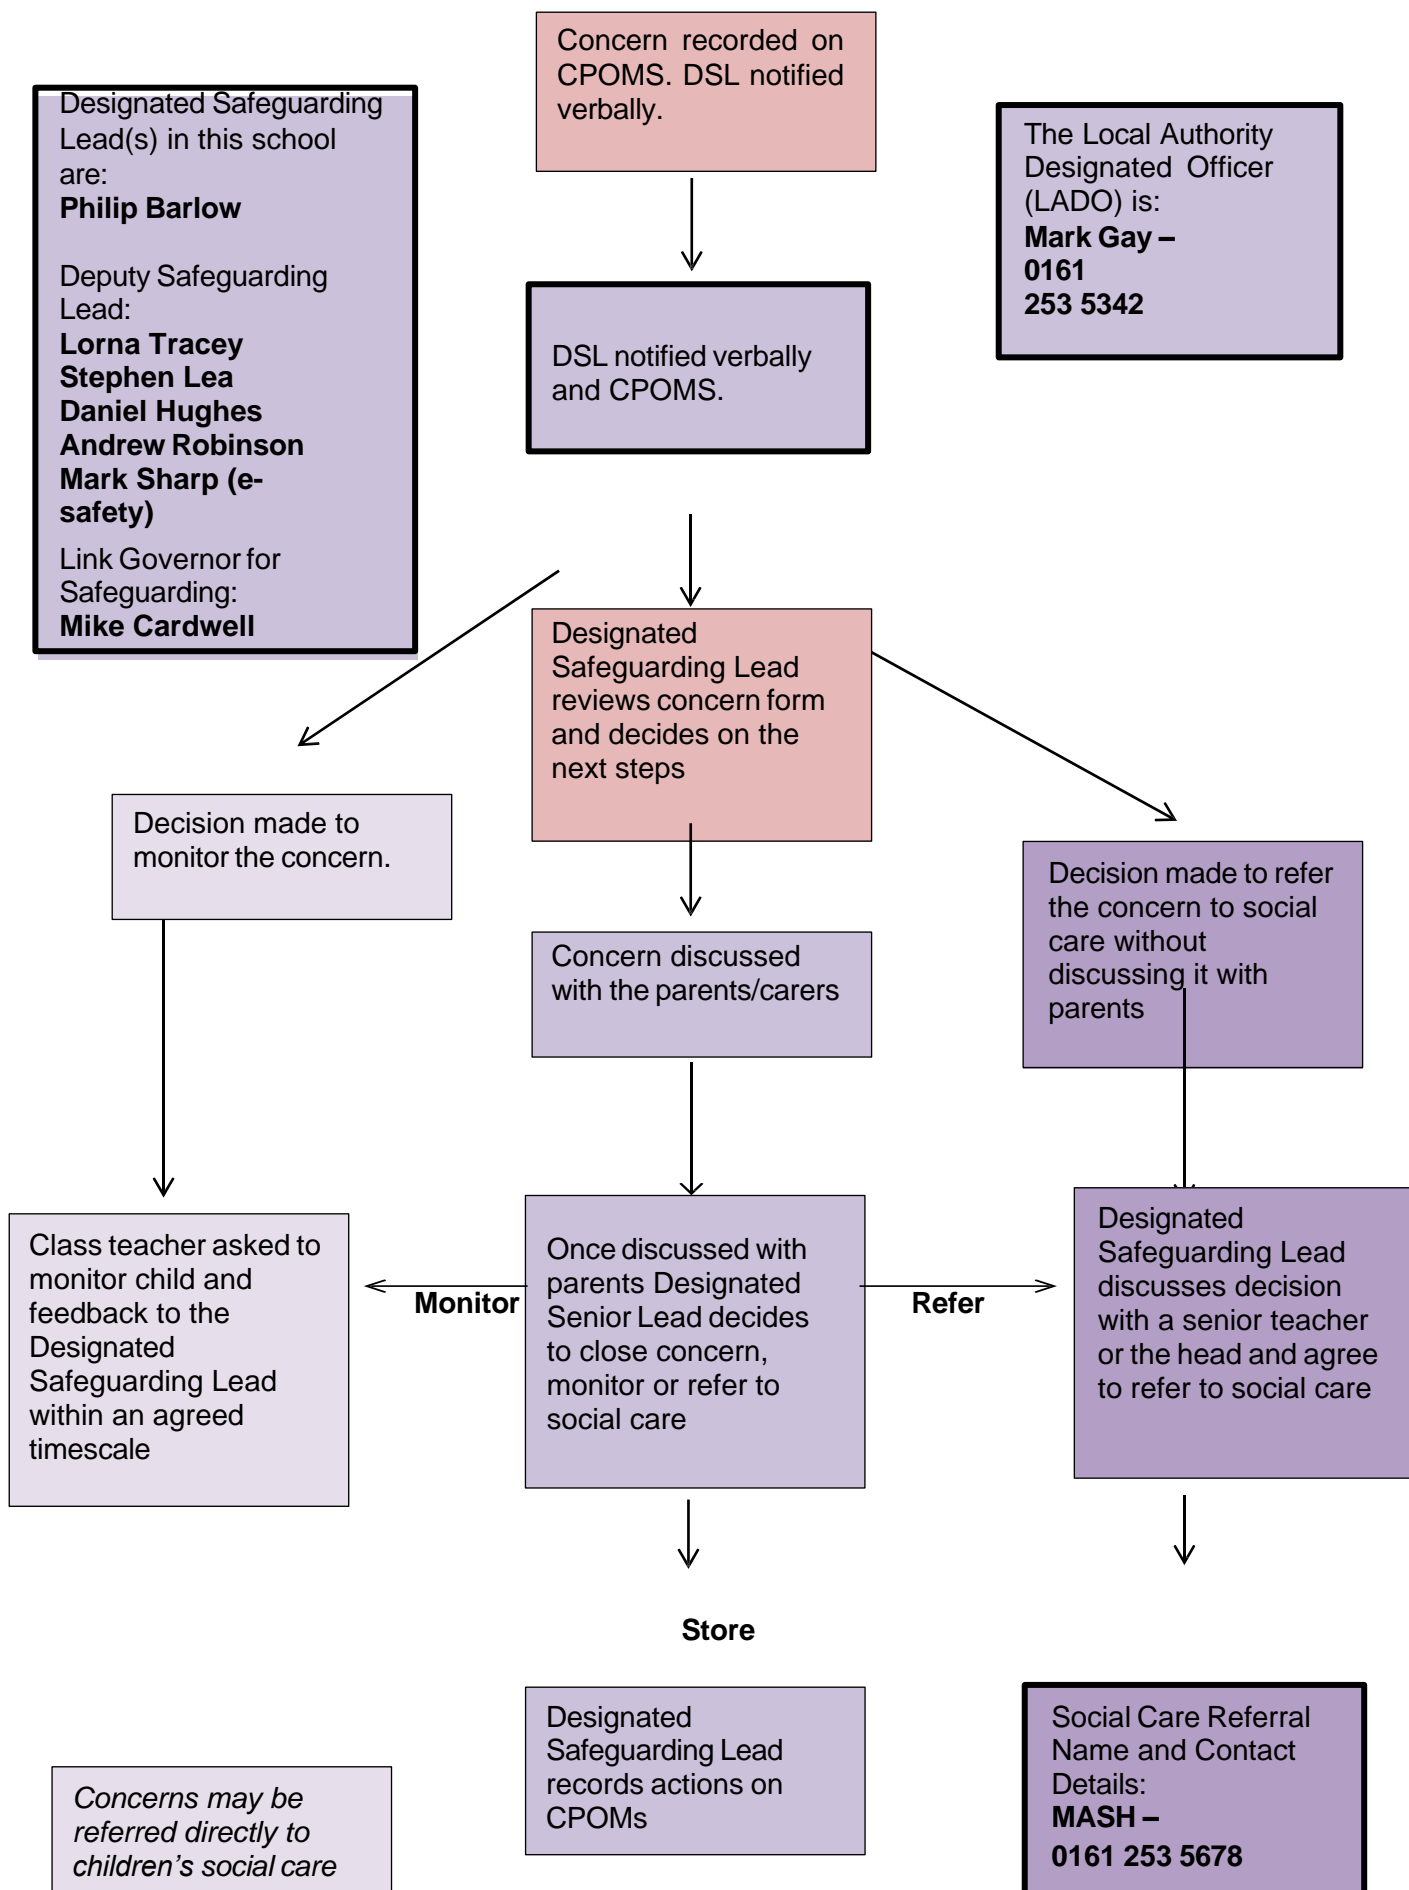 Concern recorded on
CPOMS. DSL notified
verbally.
Designated Safeguarding
Lead(s) in this school
are:
Philip Barlow
Deputy Safeguarding
Lead:
Lorna Tracey
Stephen Lea
Daniel Hughes
Andrew Robinson
Mark Sharp (e-
safety)
Link Governor for
Safeguarding:
Mike Cardwell
The Local Authority
Designated Officer
(LADO) is:
Mark Gay –
0161
253 5342
DSL notified verbally
and CPOMS.
Designated
Safeguarding Lead
reviews concern form
and decides on the
next steps
Decision made to
monitor the concern.
Concern discussed
with the parents/carers
Decision made to refer
the concern to social
care without
discussing it with
parents
Class teacher asked to
monitor child and
feedback to the
Designated
Safeguarding Lead
within an agreed
timescale
Monitor
Once discussed with
parents Designated
Senior Lead decides
to close concern,
monitor or refer to
social care
Refer
Designated
Safeguarding Lead
discusses decision
with a senior teacher
or the head and agree
to refer to social care
Store
Designated
Safeguarding Lead
records actions on
CPOMs
Concerns may be
referred directly to
children’s social care
Social Care Referral
Name and Contact
Details:
MASH –
0161 253 5678